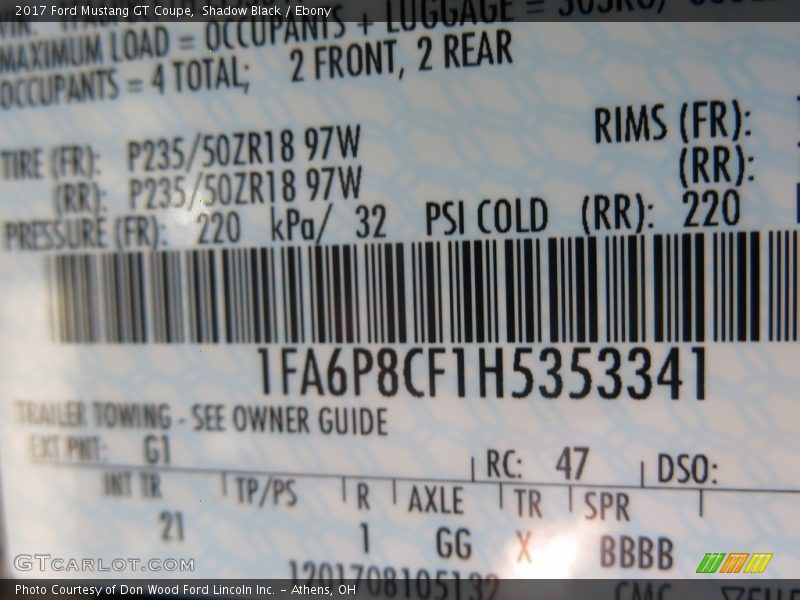 2017 Ford Mustang GT Coupe, Shadow Black / Ebony
OCCUPANTS + LUGGAGE =
MAXIMUM LOAD = OCCUPANTS
OCCUPANTS = 4 TOTAL; 2 FRONT, 2 REAR
RIMS (FR):
TIRE (FR): P235/50ZR18 97W
(RR):
(RR): P235/50ZR18 97W
PRESSURE (FR): 220 kPa/ 32 PSI COLD (RR): 220
1FA6P8CF1H5353341
TRAILER TOWING - SEE OWNER GUIDE
EXT PNT: G1 RC: 47 DSO:
INT TR TP/PS R AXLE TR SPR
21 1 GG X BBBB
1201708105132
GTCARLOT.COM
Photo Courtesy of Don Wood Ford Lincoln Inc. - Athens, OH